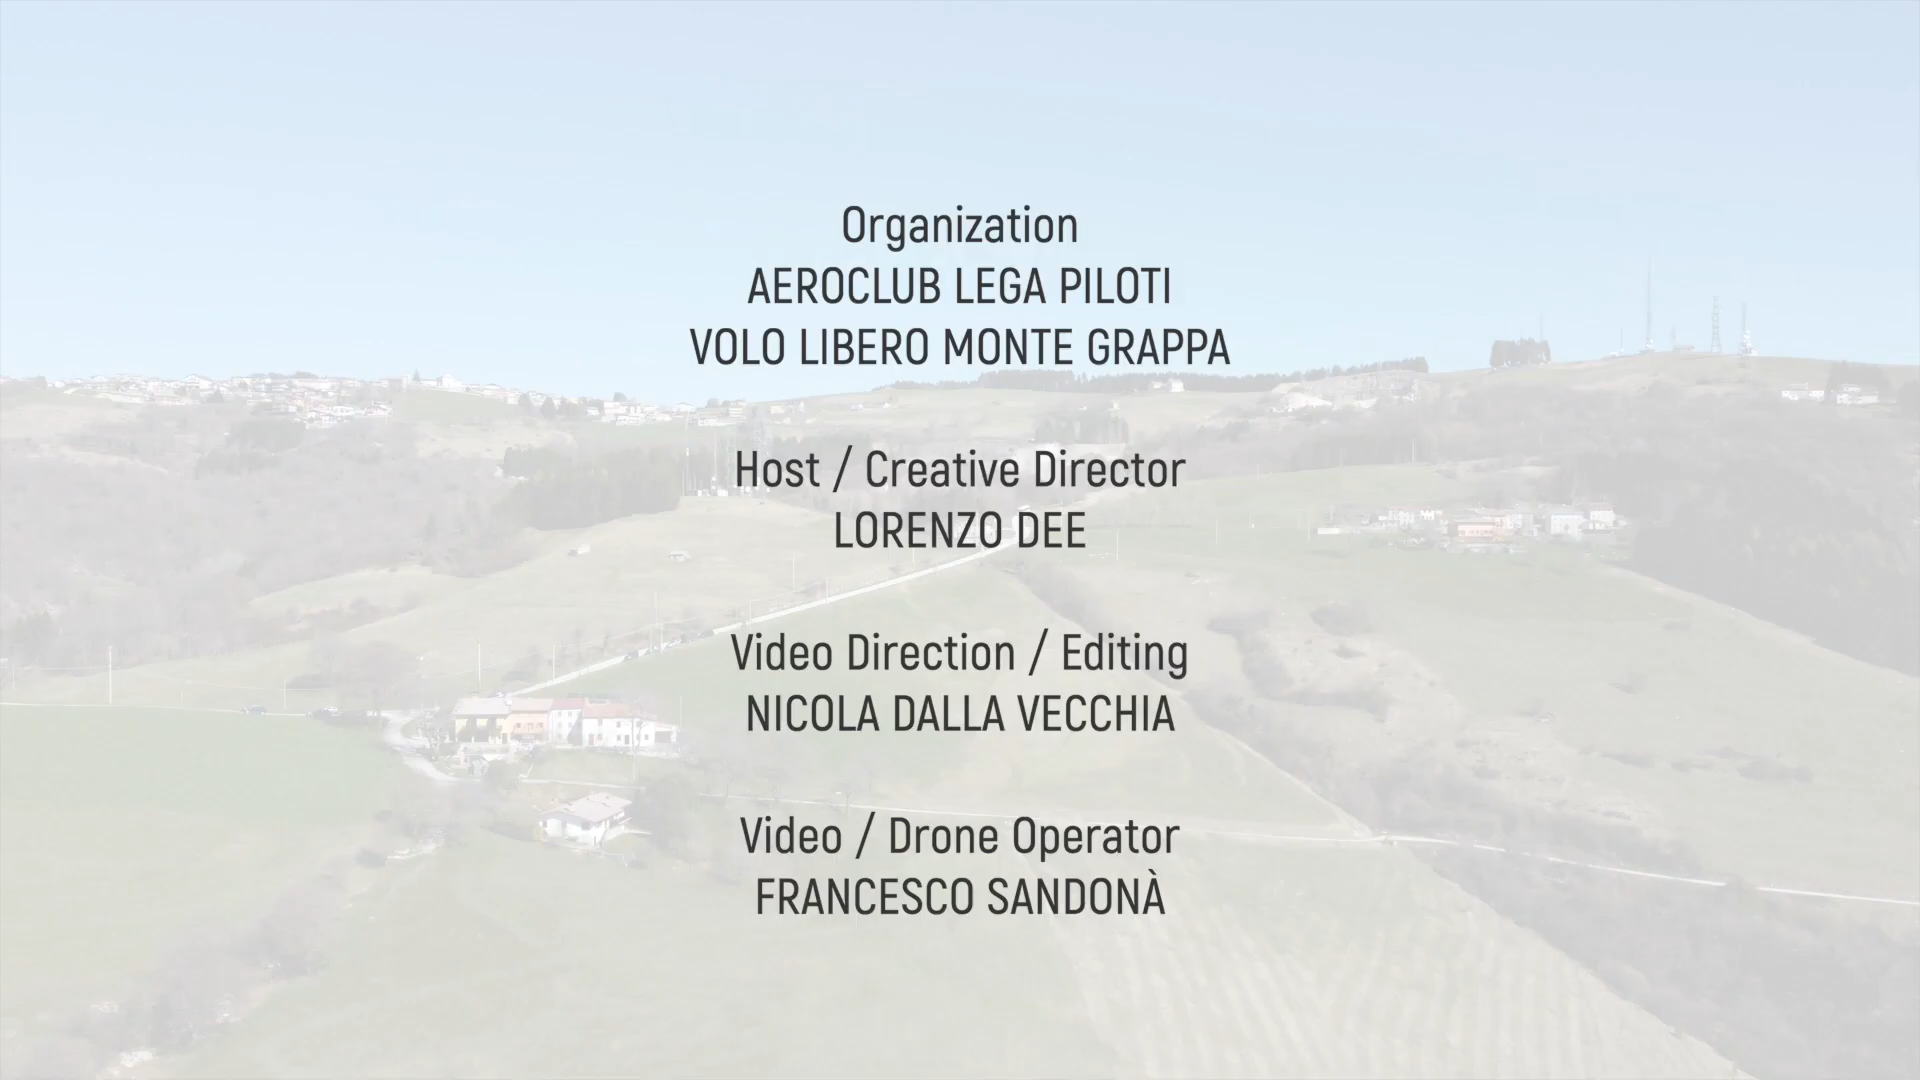 Organization
AEROCLUB LEGA PILOTI
VOLO LIBERO MONTE GRAPPA
Host / Creative Director
LORENZO DEE
Video Direction / Editing
NICOLA DALLA VECCHIA
Video / Drone Operator
FRANCESCO SANDONÀ